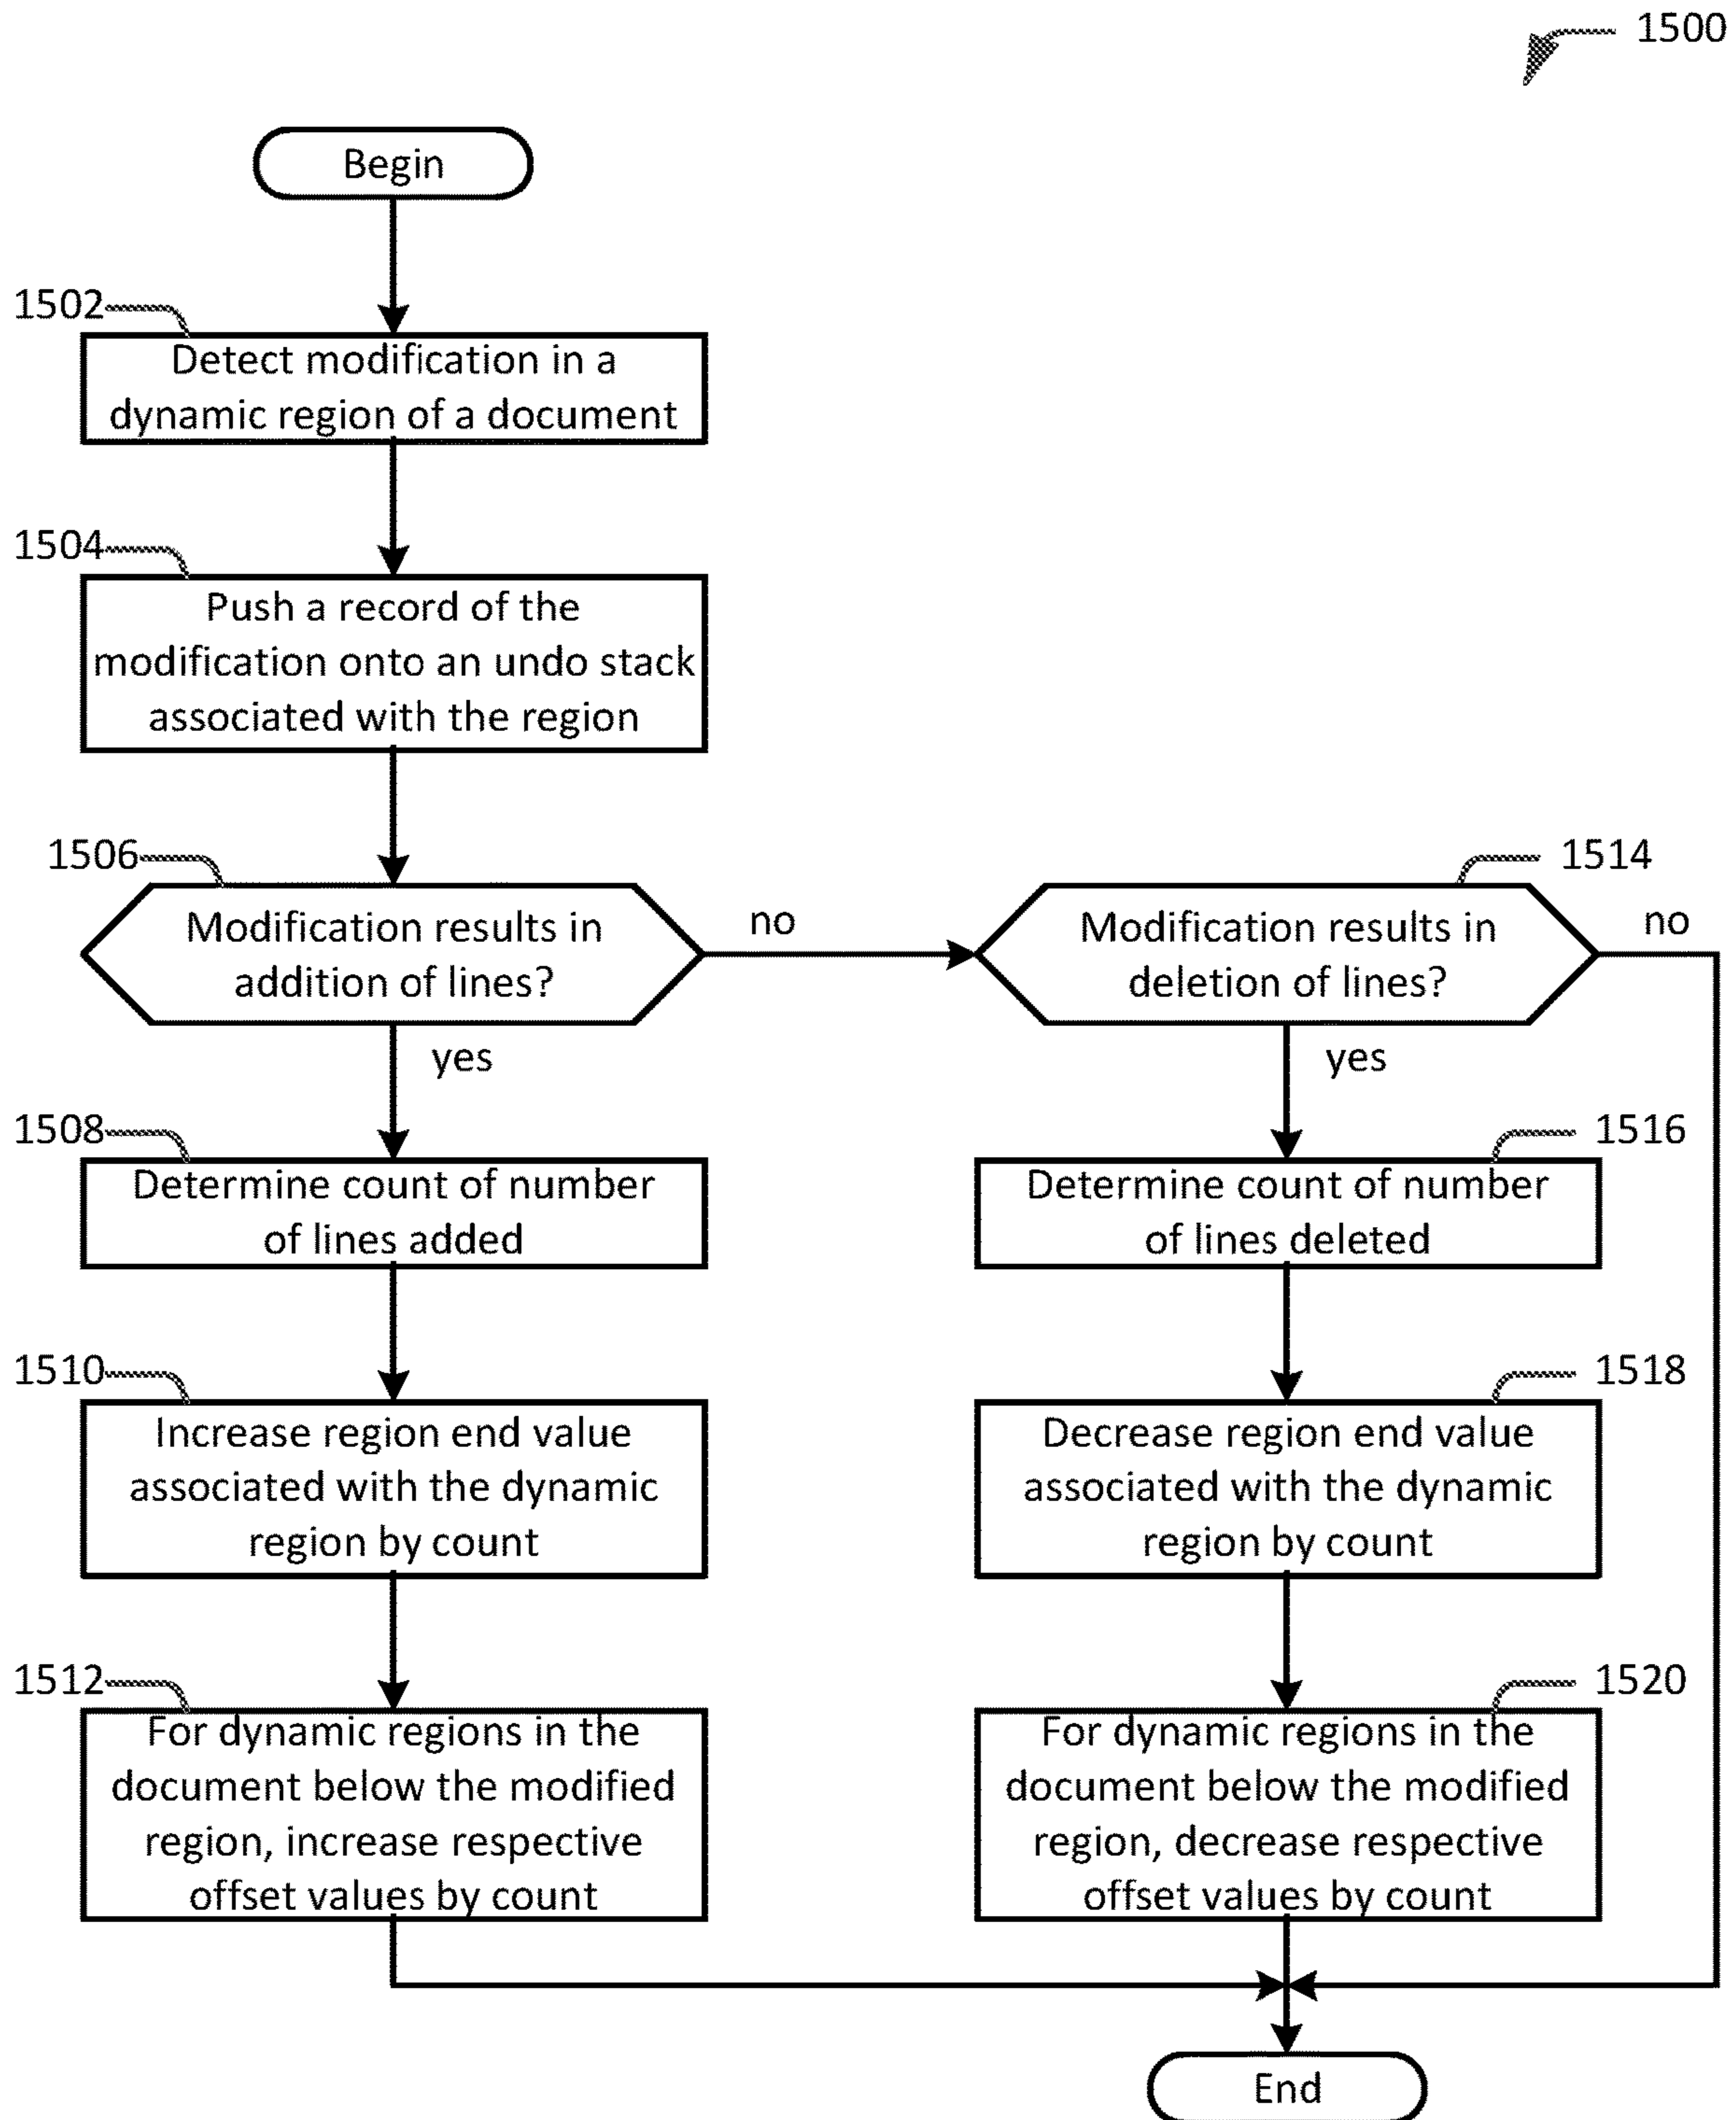 1500
Begin
1502
Detect modification in a
dynamic region of a document
1504
Push a record of the
modification onto an undo stack
associated with the region
1506
Modification results in
addition of lines?
no
yes
1514
Modification results in
deletion of lines?
no
yes
1508
Determine count of number
of lines added
1516
Determine count of number
of lines deleted
1510
Increase region end value
associated with the dynamic
region by count
1518
Decrease region end value
associated with the dynamic
region by count
1512
For dynamic regions in the
document below the modified
region, increase respective
offset values by count
1520
For dynamic regions in the
document below the modified
region, decrease respective
offset values by count
End